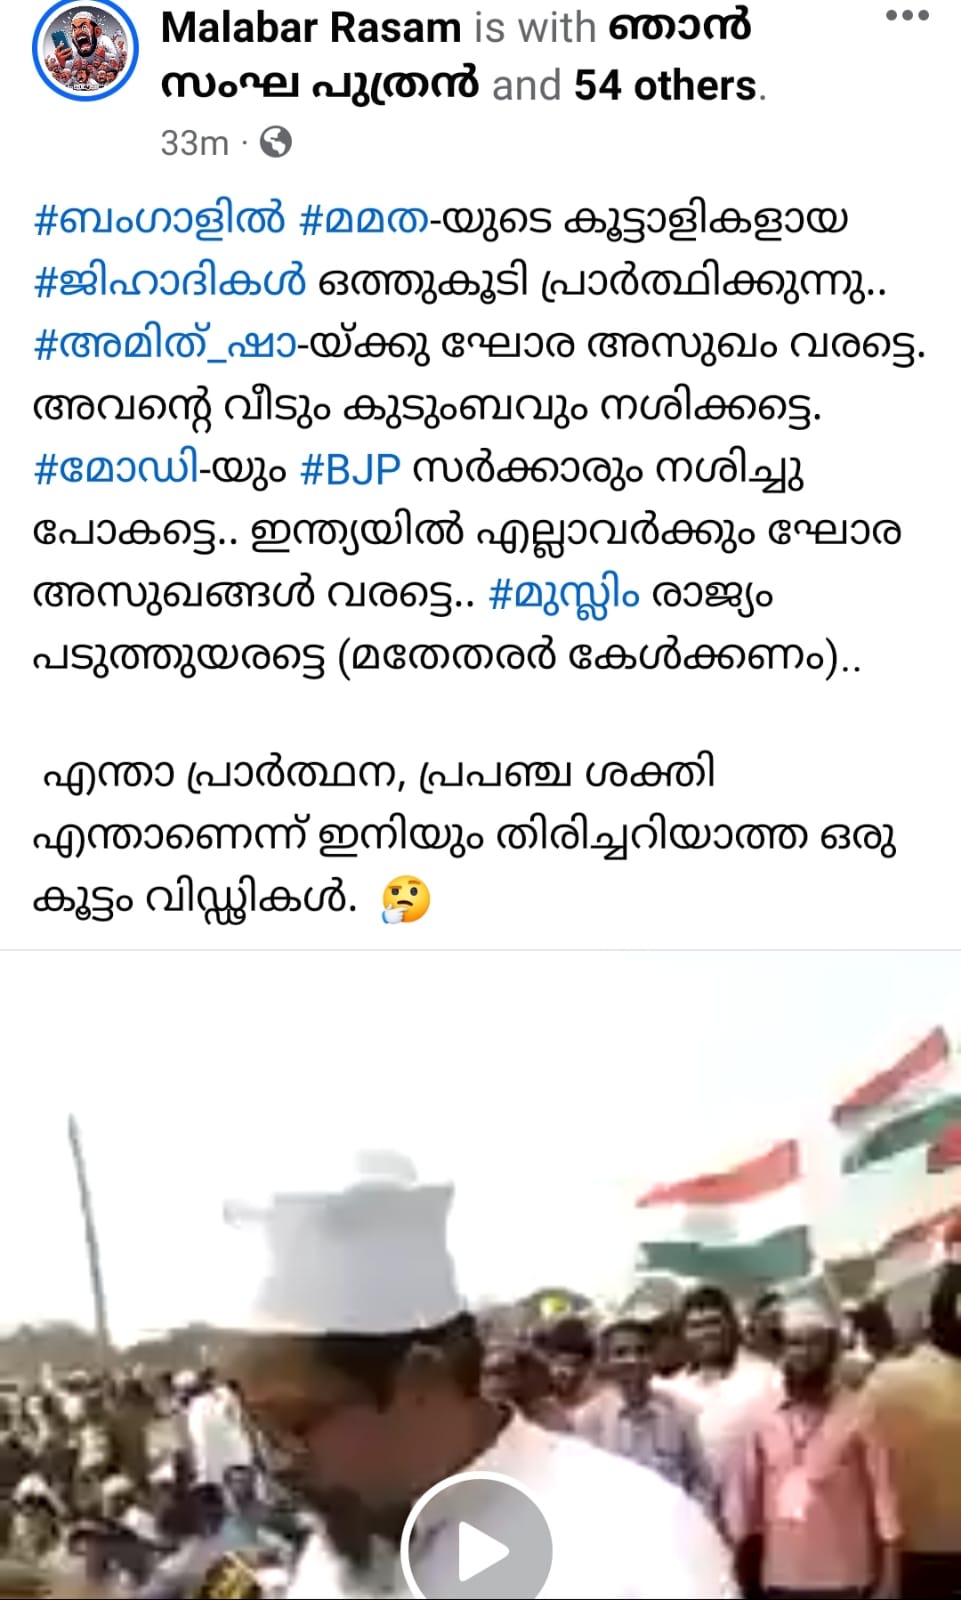 Malabar Rasam is with ഞാൻ
സംഘ പുത്രൻ and 54 others.
33m ·
#ബംഗാളിൽ #മമത-യുടെ കൂട്ടാളികളായ
#ജിഹാദികൾ ഒത്തുകൂടി പ്രാർത്ഥിക്കുന്നു..
#അമിത്_ഷാ-യ്ക്കു ഘോര അസുഖം വരട്ടെ.
അവന്റെ വീടും കുടുംബവും നശിക്കട്ടെ.
#മോഡി-യും #BJP സർക്കാരും നശിച്ചു
പോകട്ടെ.. ഇന്ത്യയിൽ എല്ലാവർക്കും ഘോര
അസുഖങ്ങൾ വരട്ടെ.. #മുസ്ലിം രാജ്യം
പടുത്തുയരട്ടെ (മതേതരർ കേൾക്കണം)..
എന്താ പ്രാർത്ഥന, പ്രപഞ്ച ശക്തി
എന്താണെന്ന് ഇനിയും തിരിച്ചറിയാത്ത ഒരു
കൂട്ടം വിഡ്ഢികൾ. 🤔